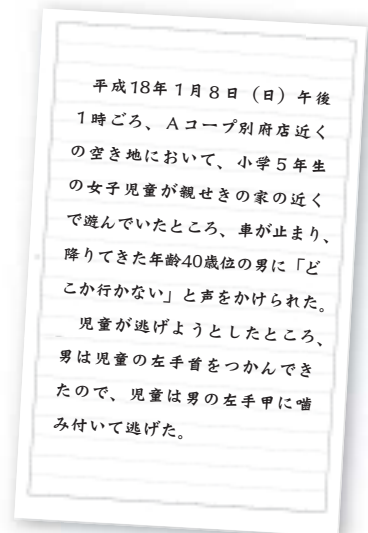 平成18年1月8日（日）午後
1時ごろ、Aコープ別府店近く
の空き地において、小学5年生
の女子児童が親せきの家の近く
で遊んでいたところ、車が止まり、
降りてきた年齢40歳位の男に「ど
こか行かない」と声をかけられた。
児童が逃げようとしたところ、
男は児童の左手首をつかんでき
たので、児童は男の左手甲に嚙
み付いて逃げた。